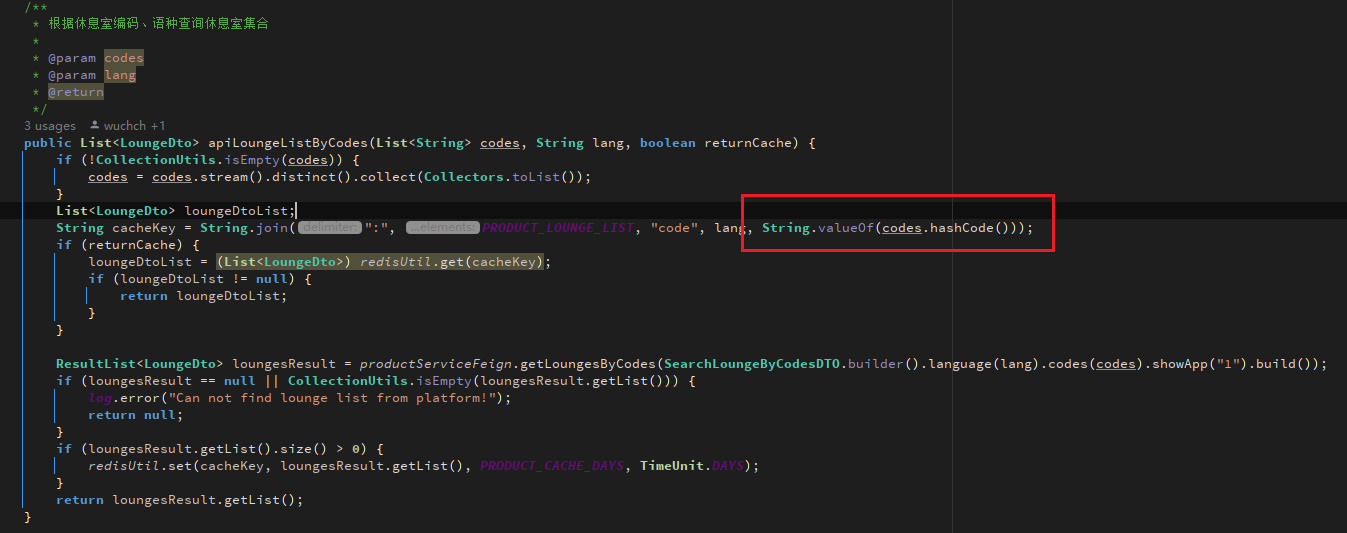 /**
* 根据休息室编码、语种查询休息室集合
*
* @param codes
* @param lang
* @return
*/
3 usages wuchch +1
public List<LoungeDto> apiLoungeListByCodes(List<String> codes, String lang, boolean returnCache) {
if (!CollectionUtils.isEmpty(codes)) {
codes = codes.stream().distinct().collect(Collectors.toList());
}
List<LoungeDto> loungeDtoList;
String cacheKey = String.join( delimiter: ":", ...elements: PRODUCT_LOUNGE_LIST, "code", lang, String.valueOf(codes.hashCode()));
if (returnCache) {
loungeDtoList = (List<LoungeDto>) redisUtil.get(cacheKey);
if (loungeDtoList != null) {
return loungeDtoList;
}
}
ResultList<LoungeDto> loungesResult = productServiceFeign.getLoungesByCodes(SearchLoungeByCodesDTO.builder().language(lang).codes(codes).showApp("1").build());
if (loungesResult == null || CollectionUtils.isEmpty(loungesResult.getList())) {
log.error("Can not find lounge list from platform!");
return null;
}
if (loungesResult.getList().size() > 0) {
redisUtil.set(cacheKey, loungesResult.getList(), PRODUCT_CACHE_DAYS, TimeUnit.DAYS);
}
return loungesResult.getList();
}